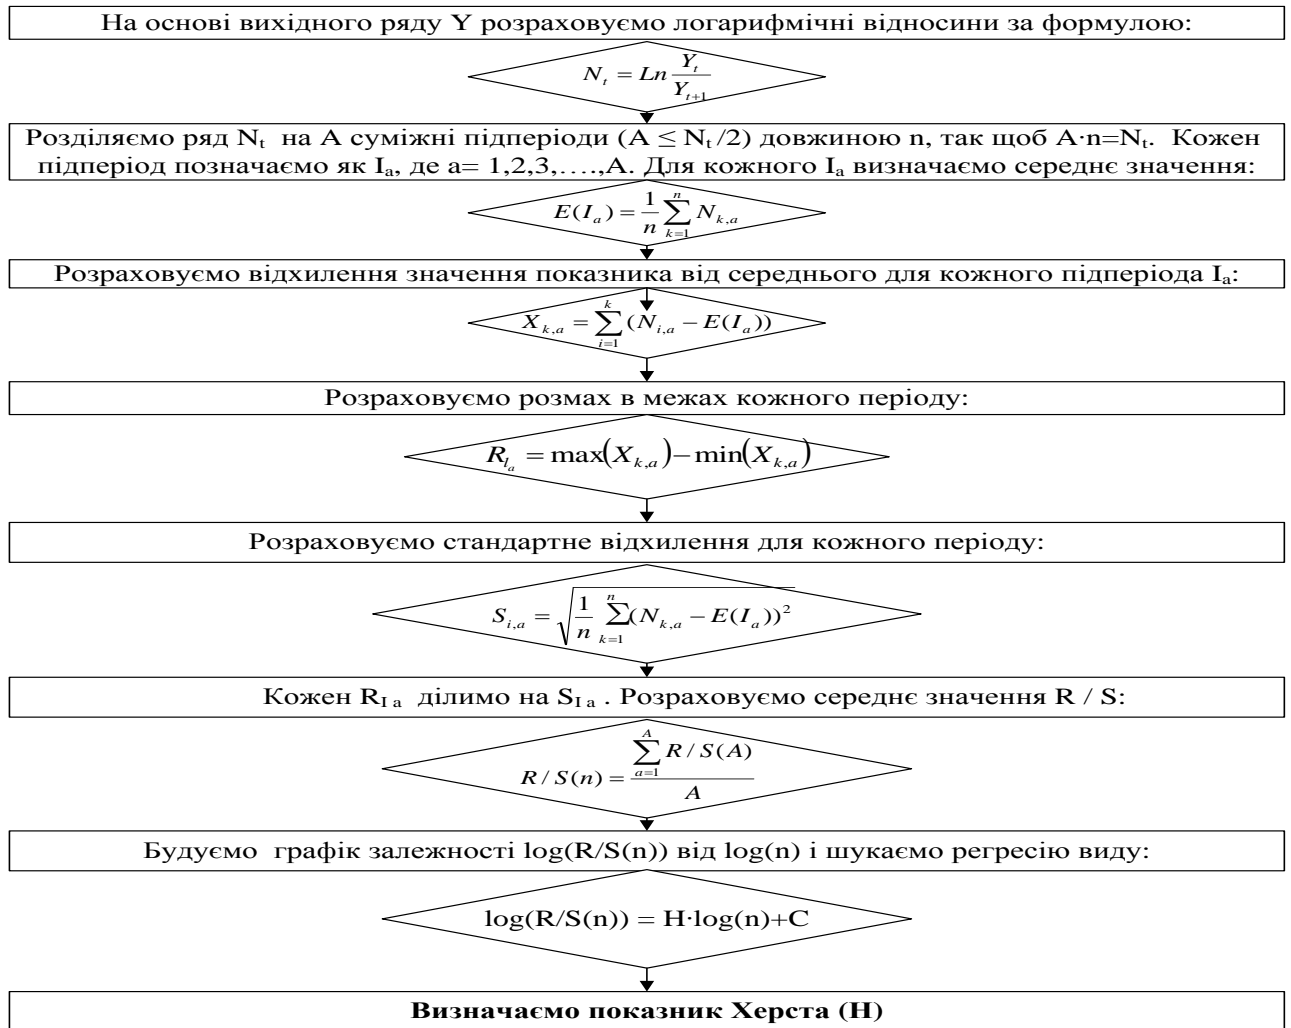 На основі вихідного ряду Y розраховуємо логарифмічні відносини за формулою:
N_t = Ln Y_t / Y_{t+1}
Розділяємо ряд N_t на А суміжні підперіоди (A ≤ N_t /2) довжиною n, так щоб A·n=N_t. Кожен
підперіод позначаємо як I_a, де a= 1,2,3,….,A. Для кожного I_a визначаємо середнє значення:
E(I_a) = 1/n ∑_{k=1}^{n} N_{k,a}
Розраховуємо відхилення значення показника від середнього для кожного підперіода I_a:
X_{k,a} = ∑_{i=1}^{k} (N_{i,a} − E(I_a))
Розраховуємо розмах в межах кожного періоду:
R_{l_a} = max(X_{k,a}) − min(X_{k,a})
Розраховуємо стандартне відхилення для кожного періоду:
S_{i,a} = √(1/n ∑_{k=1}^{n} (N_{k,a} − E(I_a))²)
Кожен R_{I a} ділимо на S_{I a} . Розраховуємо середнє значення R / S:
R / S(n) = ∑_{a=1}^{A} R / S(A) / A
Будуємо графік залежності log(R/S(n)) від log(n) і шукаємо регресію виду:
log(R/S(n)) = H·log(n)+C
Визначаємо показник Херста (H)